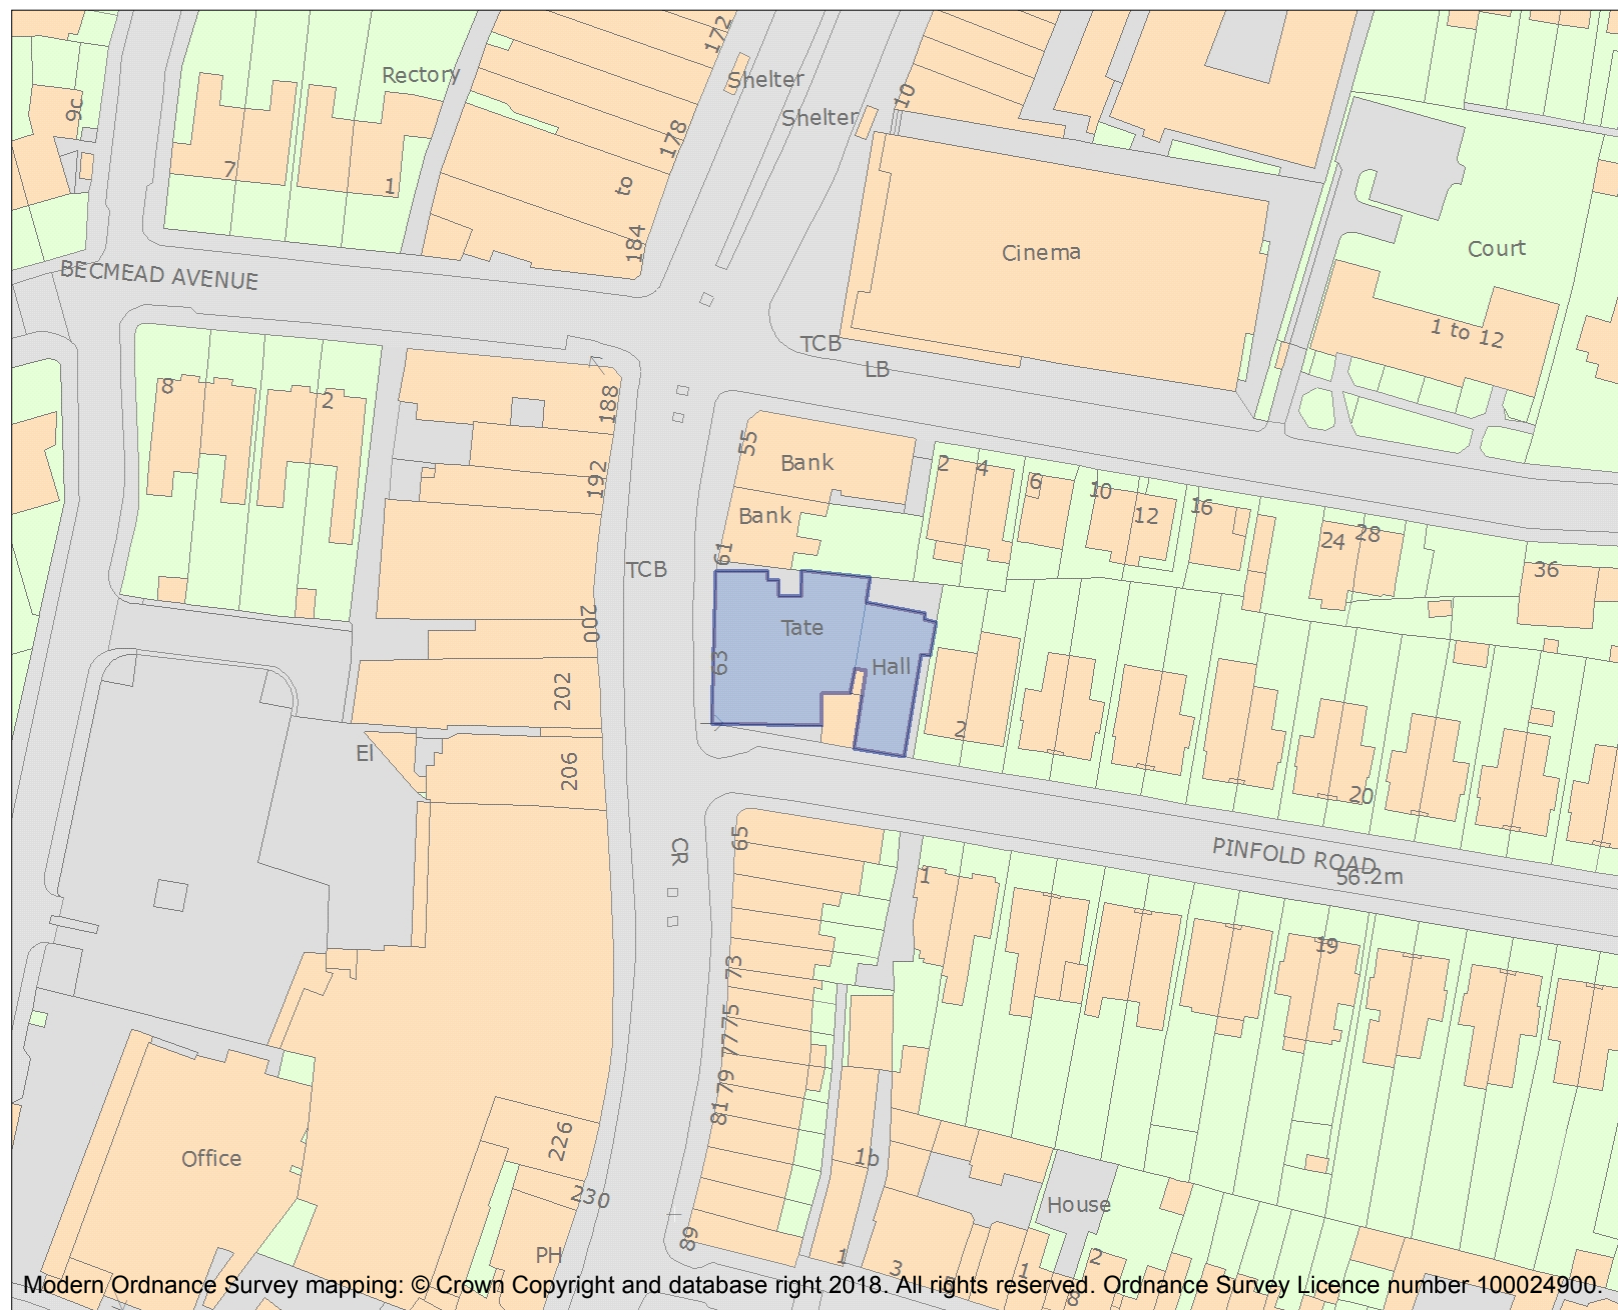 172
Rectory
Shelter
9c
10
Shelter
178
7
1
to
184
Cinema
Court
BECMEAD AVENUE
1 to 12
TCB
LB
8
2
188
55
Bank
2
4
192
6
10
12
16
Bank
24
28
61
TCB
36
200
Tate
63
Hall
202
2
El
206
20
65
CR
PINFOLD ROAD
56.2m
1
19
73
75
77
79
81
226
Office
1b
230
House
89
PH
1
3
1
2
8
Modern Ordnance Survey mapping: © Crown Copyright and database right 2018. All rights reserved. Ordnance Survey Licence number 100024900.